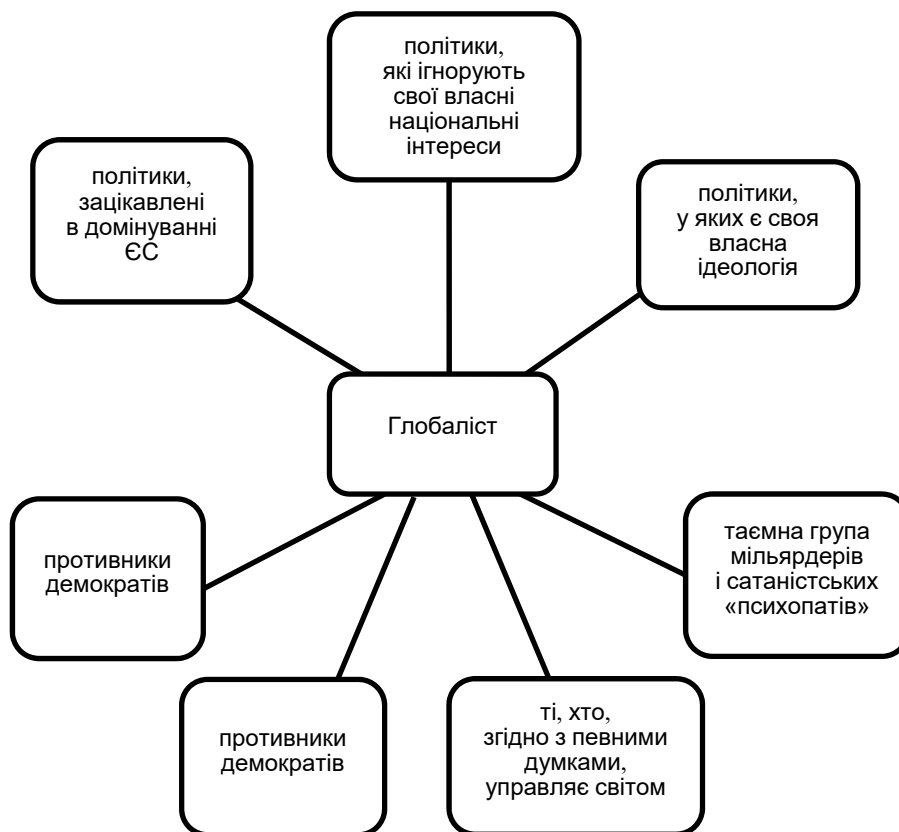 політики,
які ігнорують
свої власні
національні
інтереси
політики,
зацікавлені
в домінуванні
ЄС
політики,
у яких є своя
власна
ідеологія
Глобаліст
противники
демократів
таємна група
мільярдерів
і сатаністських
«психопатів»
противники
демократів
ті, хто,
згідно з певними
думками,
управляє світом